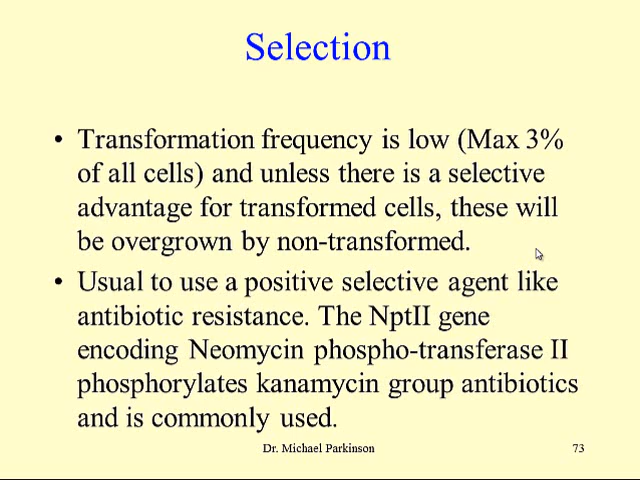 Selection
• Transformation frequency is low (Max 3%
of all cells) and unless there is a selective
advantage for transformed cells, these will
be overgrown by non-transformed.
• Usual to use a positive selective agent like
antibiotic resistance. The NptII gene
encoding Neomycin phospho-transferase II
phosphorylates kanamycin group antibiotics
and is commonly used.
Dr. Michael Parkinson
73